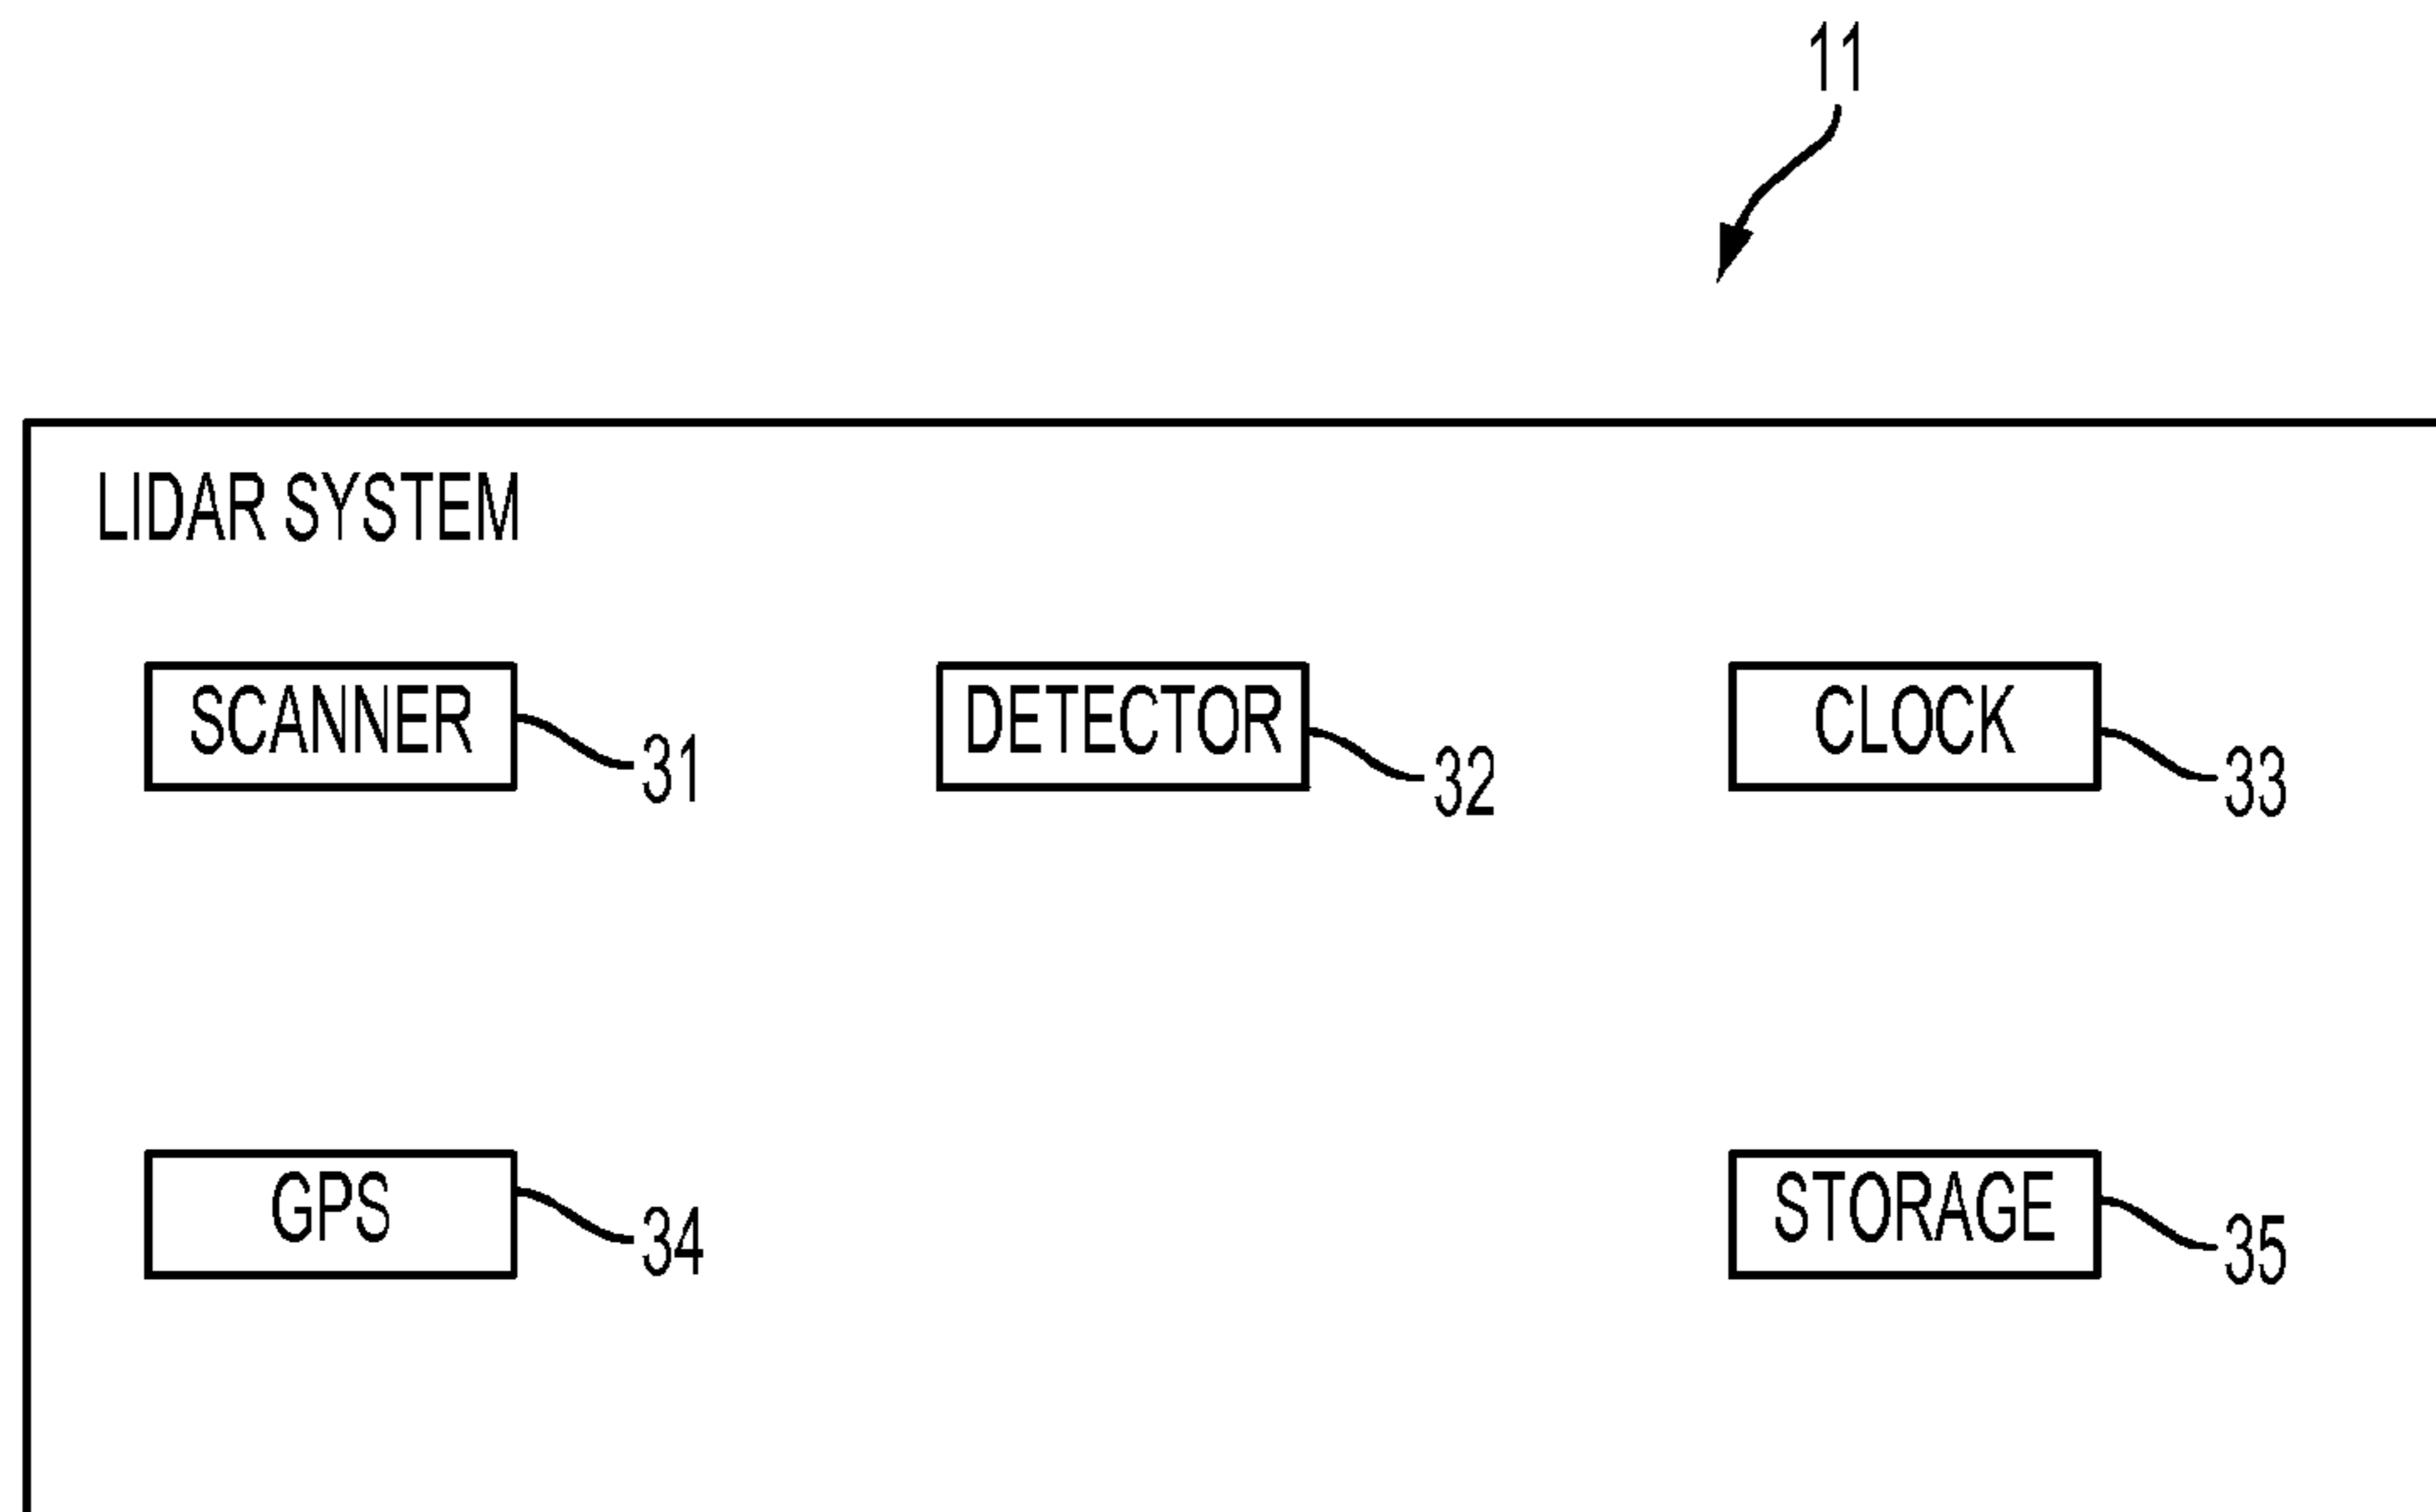 11
LIDAR SYSTEM
SCANNER
31
DETECTOR
32
CLOCK
33
GPS
34
STORAGE
35